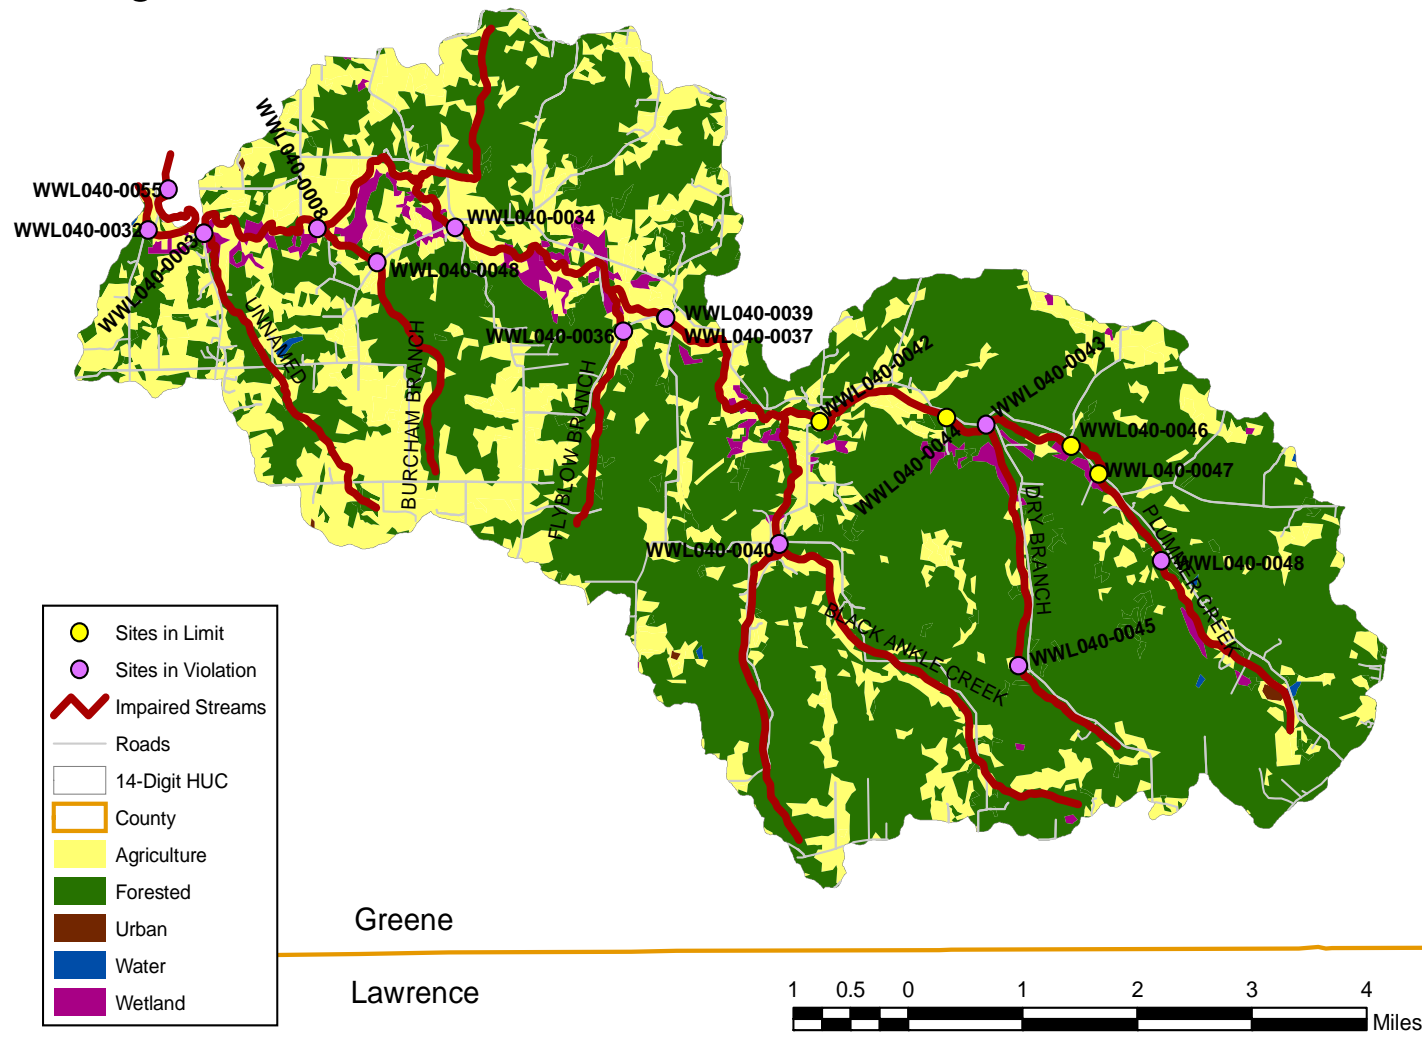 WWL040-0008
WWL040-0055
WWL040-0032
WWL040-0003
WWL040-0034
WWL040-0048
UNNAMED
BURCHAM BRANCH
WWL040-0036
WWL040-0039
WWL040-0037
FLYBLOW BRANCH
WWL040-0042
WWL040-0043
WWL040-0044
WWL040-0046
WWL040-0047
WWL040-0040
DRY BRANCH
PLUMMER CREEK
WWL040-0048
BLACK ANKLE CREEK
WWL040-0045
Sites in Limit
Sites in Violation
Impaired Streams
Roads
14-Digit HUC
County
Agriculture
Forested
Urban
Water
Wetland
Greene
Lawrence
1 0.5 0 1 2 3 4
Miles